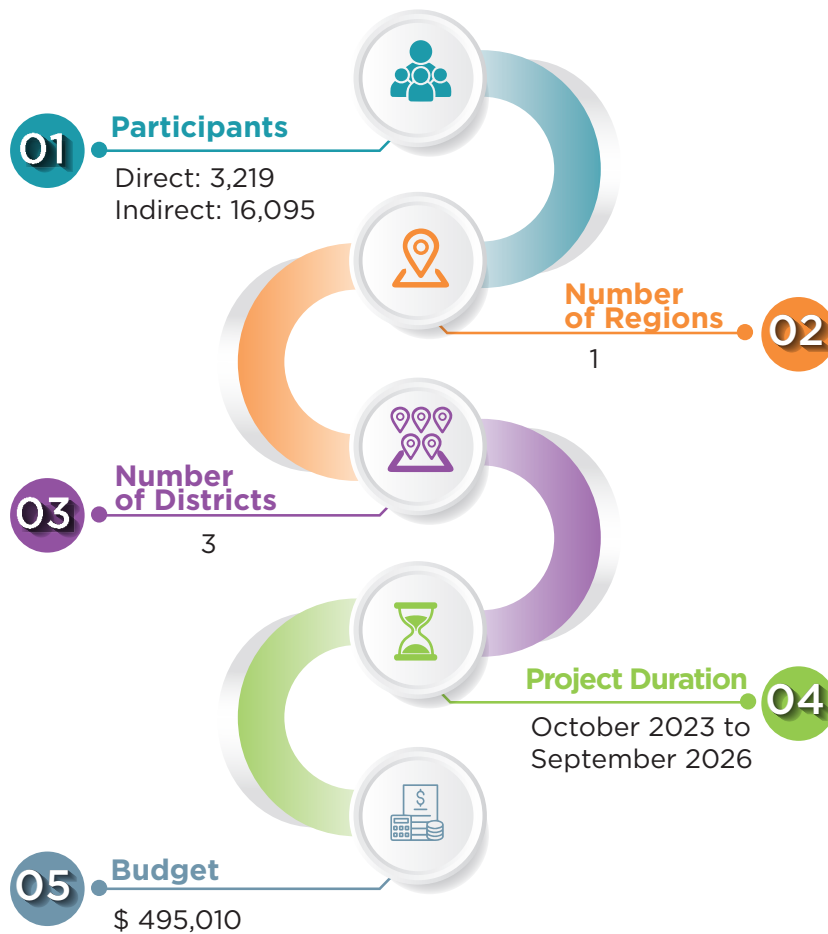 01
Participants
Direct: 3,219
Indirect: 16,095
Number
of Regions
02
1
03
Number
of Districts
3
Project Duration
04
October 2023 to
September 2026
$
05
Budget
$ 495,010